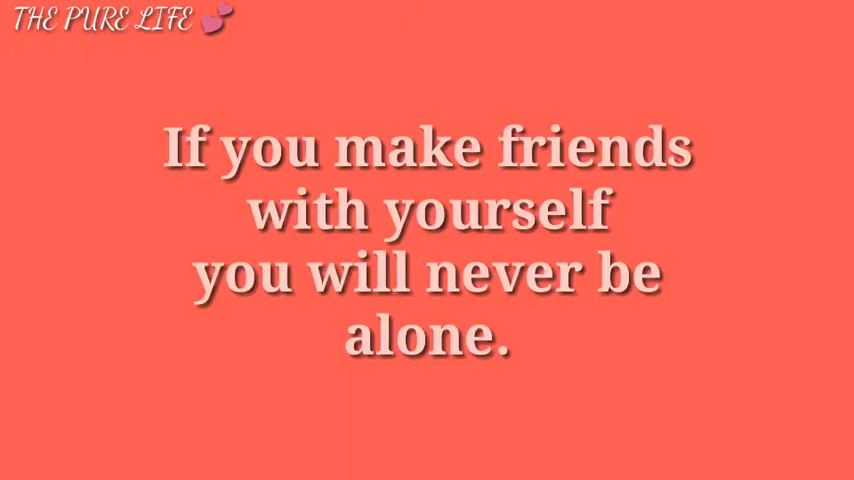 THE PURE LIFE 💕
If you make friends
with yourself
you will never be
alone.